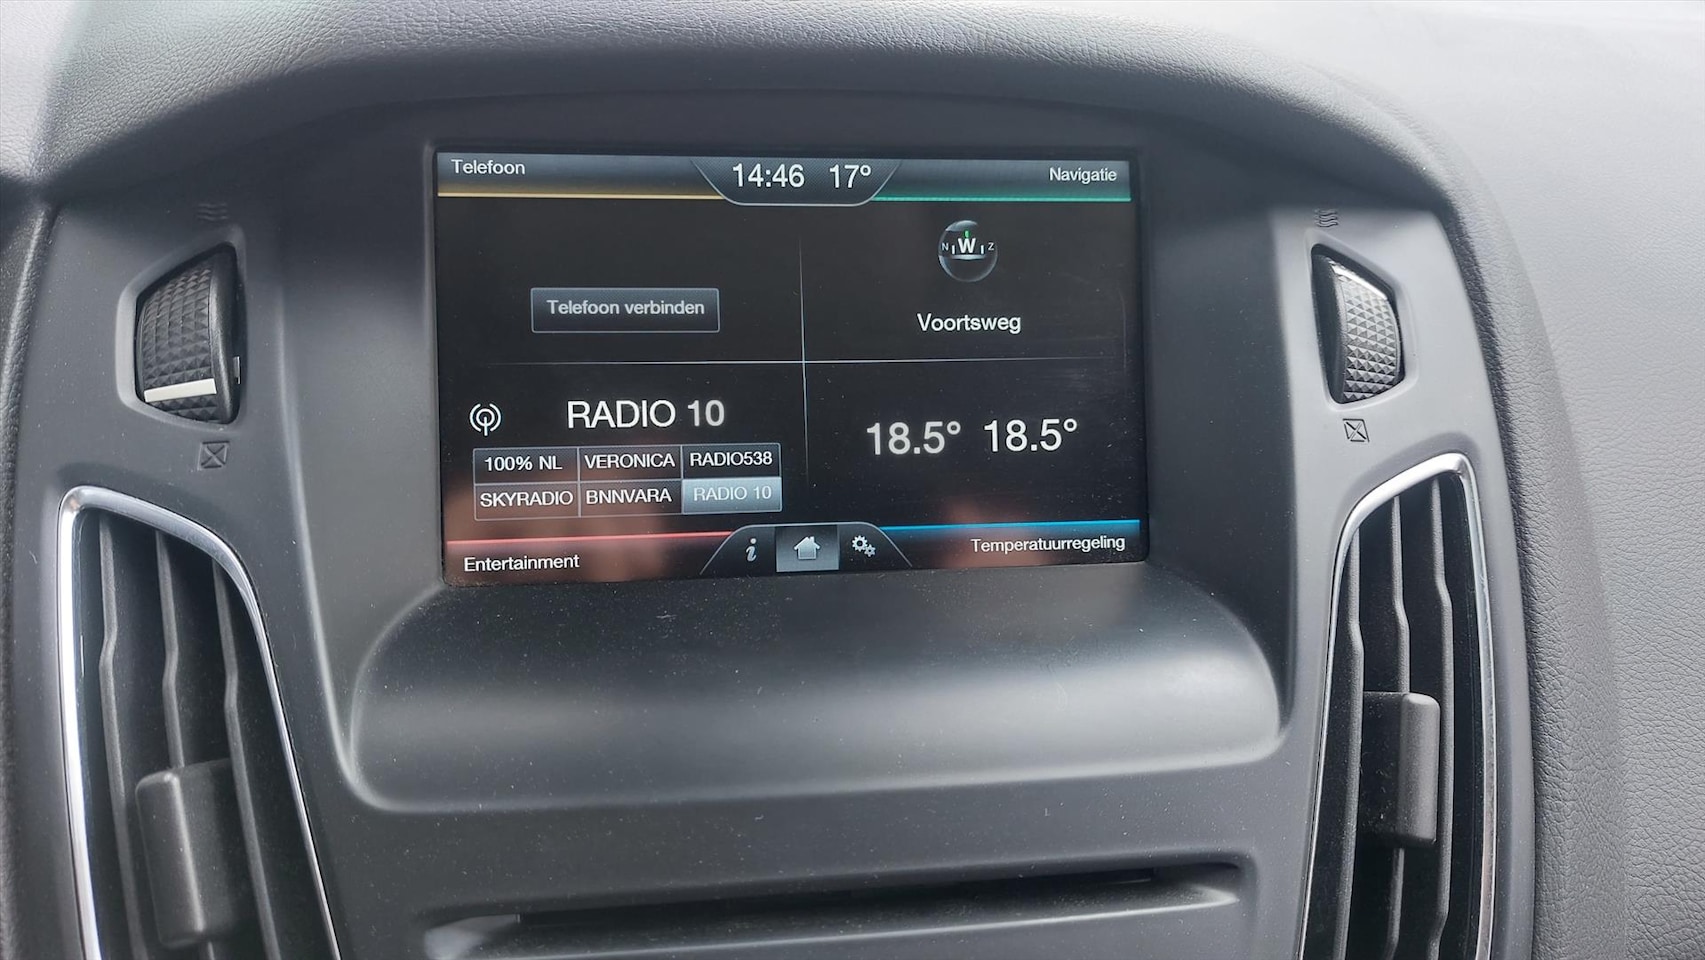 Telefoon
14:46 17°
Navigatie
N W Z
Telefoon verbinden
Voortsweg
RADIO 10
100% NL VERONICA RADIO538
SKYRADIO BNNVARA RADIO 10
18.5° 18.5°
Entertainment
i
Temperatuurregeling